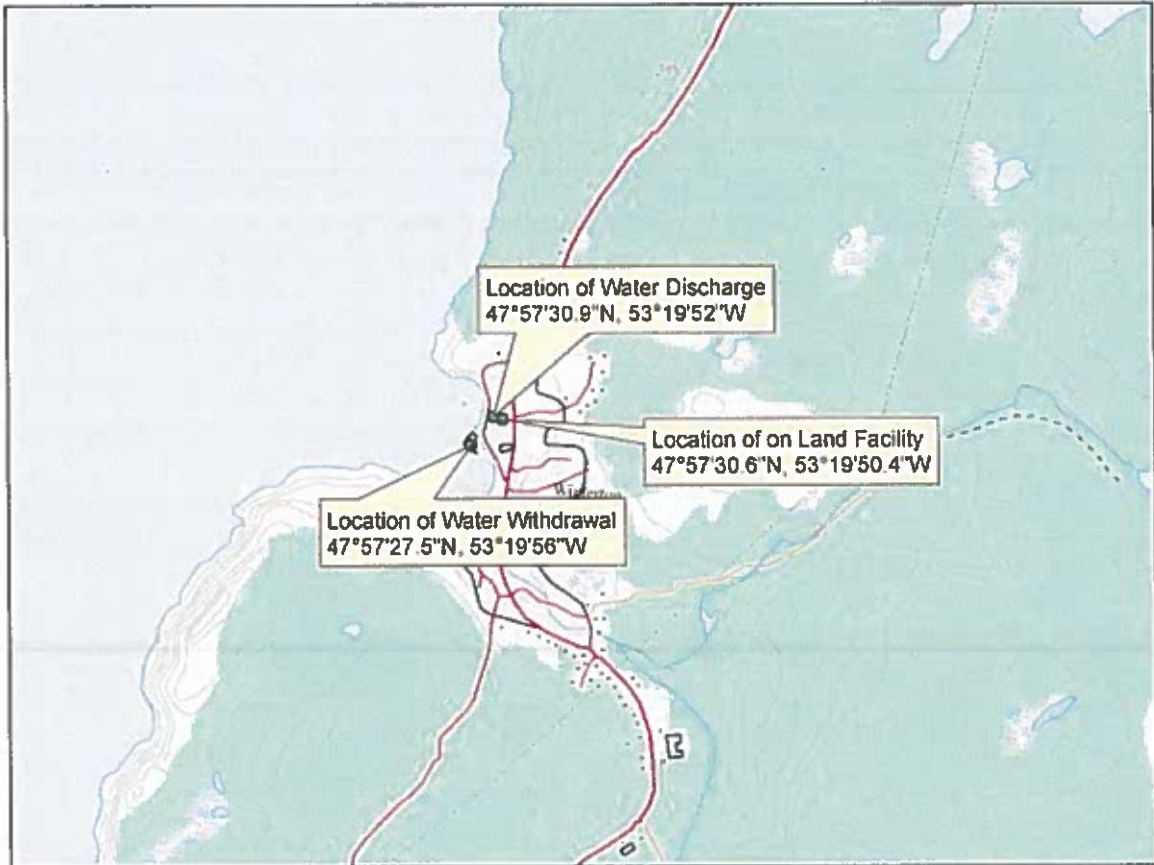 Location of Water Discharge
47°57'30.9"N, 53°19'52"W
Location of on Land Facility
47°57'30.6"N, 53°19'50.4"W
Location of Water Withdrawal
47°57'27.5"N, 53°19'56"W